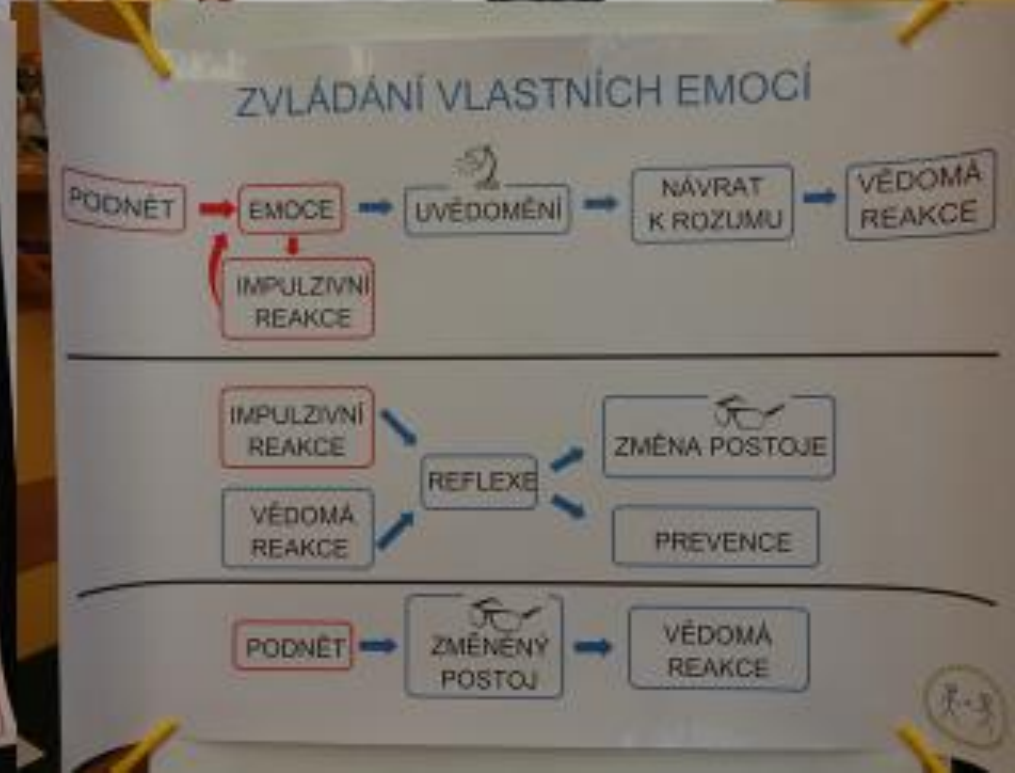 ZVLÁDÁNÍ VLASTNÍCH EMOCÍ
PODNĚT
EMOCE
UVĚDOMĚNÍ
NÁVRAT
K ROZUMU
VĚDOMÁ
REAKCE
IMPULZIVNÍ
REAKCE
IMPULZIVNÍ
REAKCE
VĚDOMÁ
REAKCE
REFLEXE
ZMĚNA POSTOJE
PREVENCE
PODNĚT
ZMĚNĚNÝ
POSTOJ
VĚDOMÁ
REAKCE